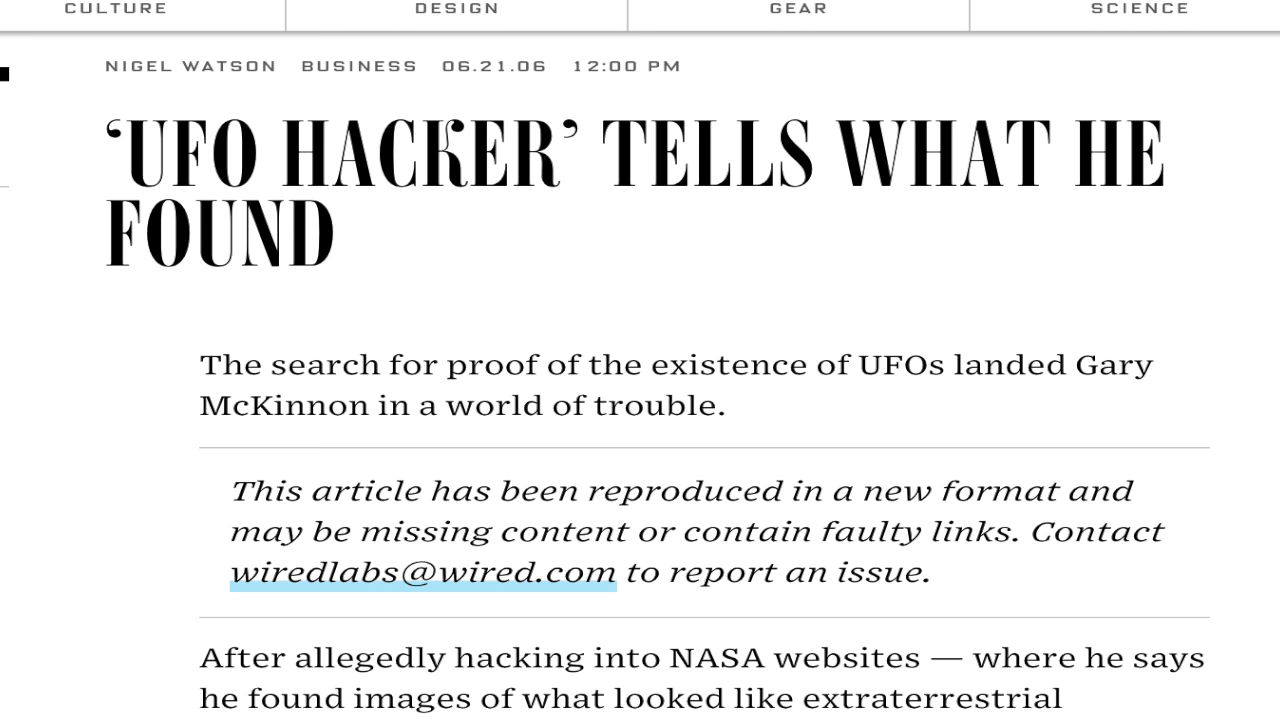 CULTURE DESIGN GEAR SCIENCE
NIGEL WATSON BUSINESS 06.21.06 12:00 PM
‘UFO HACKER’ TELLS WHAT HE
FOUND
The search for proof of the existence of UFOs landed Gary
McKinnon in a world of trouble.
This article has been reproduced in a new format and
may be missing content or contain faulty links. Contact
wiredlabs@wired.com to report an issue.
After allegedly hacking into NASA websites — where he says
he found images of what looked like extraterrestrial